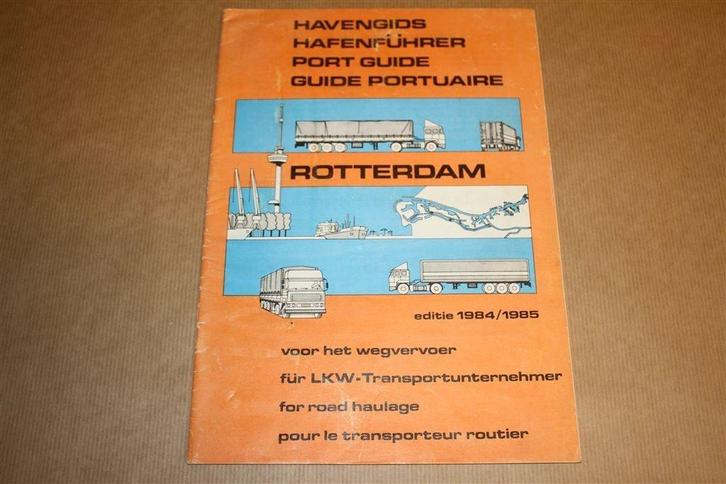 HAVENGIDS
HAFENFÜHRER
PORT GUIDE
GUIDE PORTUAIRE
ROTTERDAM
editie 1984/1985
voor het wegvervoer
für LKW-Transportunternehmer
for road haulage
pour le transporteur routier